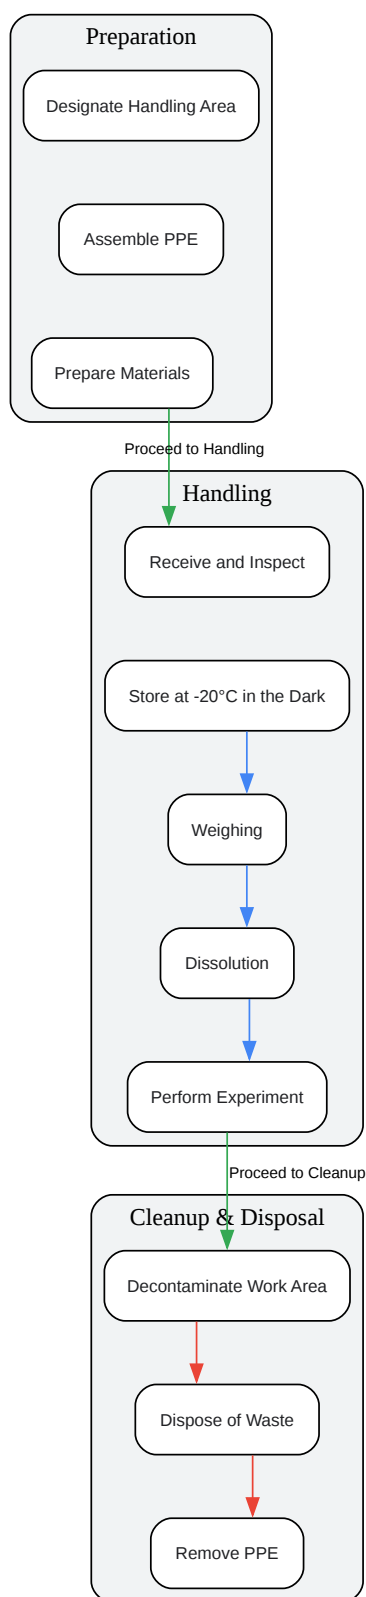 Preparation
Designate Handling Area
Assemble PPE
Prepare Materials
Proceed to Handling
Handling
Receive and Inspect
Store at -20°C in the Dark
Weighing
Dissolution
Perform Experiment
Proceed to Cleanup
Cleanup & Disposal
Decontaminate Work Area
Dispose of Waste
Remove PPE